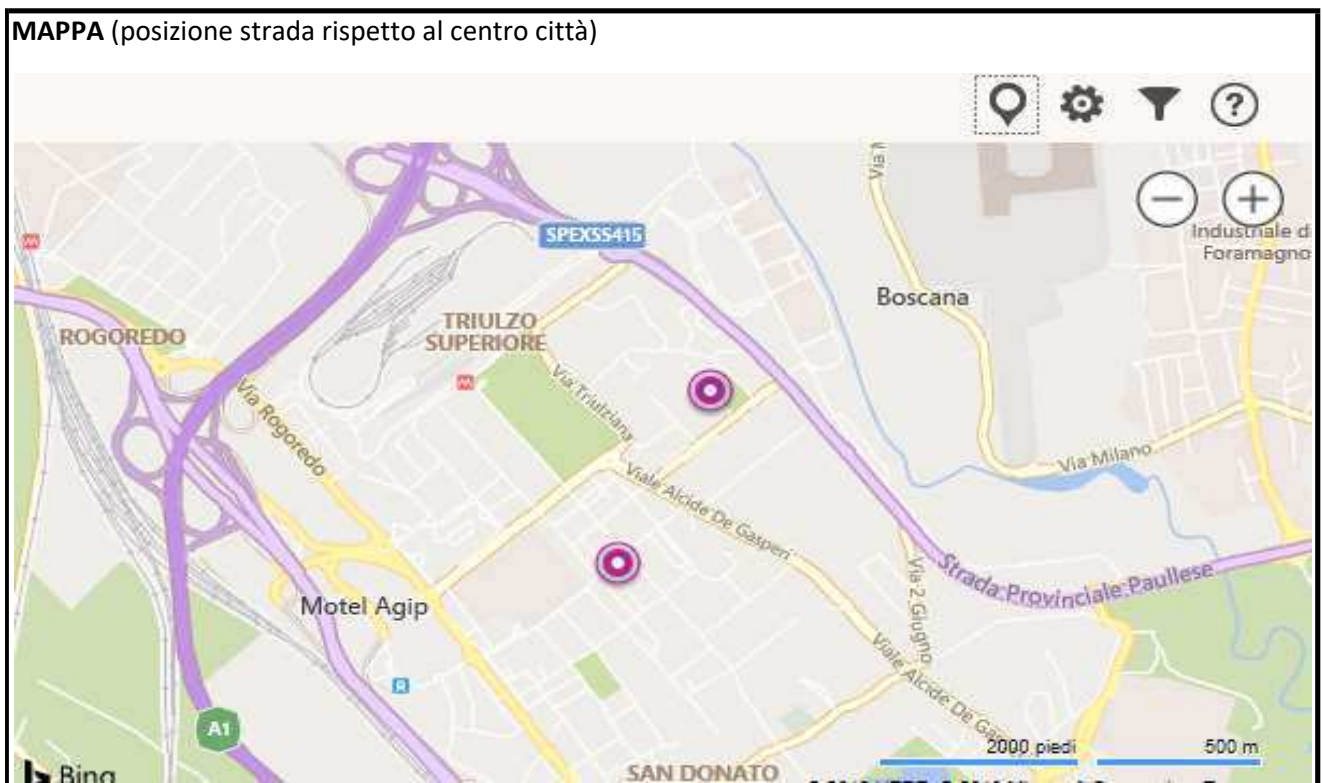 MAPPA (posizione strada rispetto al centro città)
?
SPEXSS415
Industriale d
Foramagno
Boscana
ROGOREDO
TRIULZO
SUPERIORE
M
M
Via Rogoredo
Via Triulziana
Viale Alcide De Gasperi
Via Milano
Strada Provinciale Paullese
Via 2 Giugno
Motel Agip
Viale Alcide De Gas
A1
2000 piedi
500 m
Bing
SAN DONATO